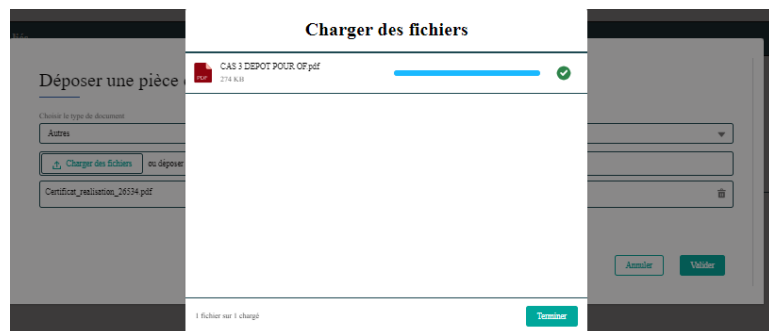 Charger des fichiers
CAS 3 DEPOT POUR OF.pdf
PDF
274 KB
Déposer une pièce
Choisir le type de document
Autres
Charger des fichiers
ou déposer
Certificat_realisation_26534.pdf
Annuler
Valider
1 fichier sur 1 chargé
Terminer